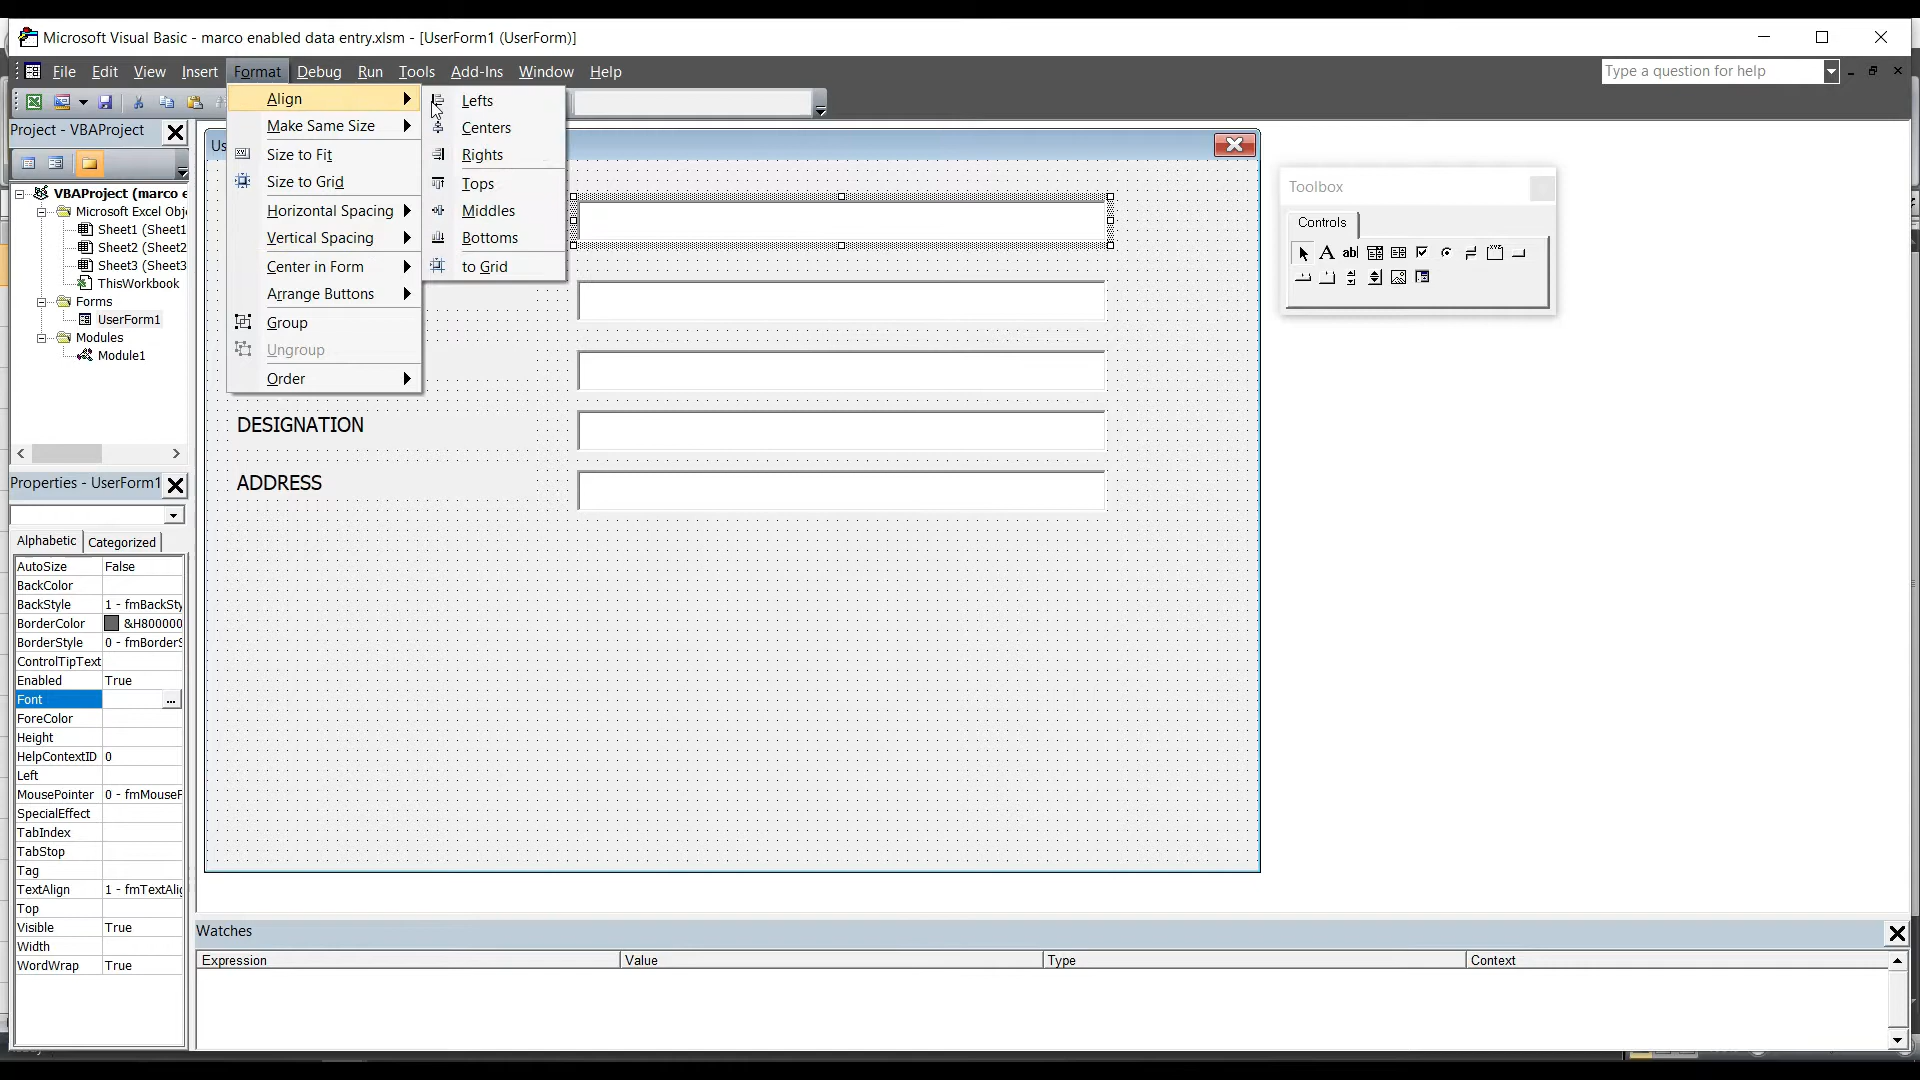 Microsoft Visual Basic - marco enabled data entry.xlsm - [UserForm1 (UserForm)]
File Edit View Insert Format Debug Run Tools Add-Ins Window Help
Type a question for help
Project - VBAProject
VBAProject (marco e
Microsoft Excel Obj
Sheet1 (Sheet1
Sheet2 (Sheet2
Sheet3 (Sheet3
ThisWorkbook
Forms
UserForm1
Modules
Module1
Align
Make Same Size
Size to Fit
Size to Grid
Horizontal Spacing
Vertical Spacing
Center in Form
Arrange Buttons
Group
Ungroup
Order
Lefts
Centers
Rights
Tops
Middles
Bottoms
to Grid
Us
DESIGNATION
ADDRESS
Toolbox
Controls
Properties - UserForm1
Alphabetic Categorized
AutoSize False
BackColor
BackStyle 1 - fmBackSty
BorderColor &H800000
BorderStyle 0 - fmBorderS
ControlTipText
Enabled True
Font ...
ForeColor
Height
HelpContextID 0
Left
MousePointer 0 - fmMouseP
SpecialEffect
TabIndex
TabStop
Tag
TextAlign 1 - fmTextAlig
Top
Visible True
Width
WordWrap True
Watches
Expression Value Type Context